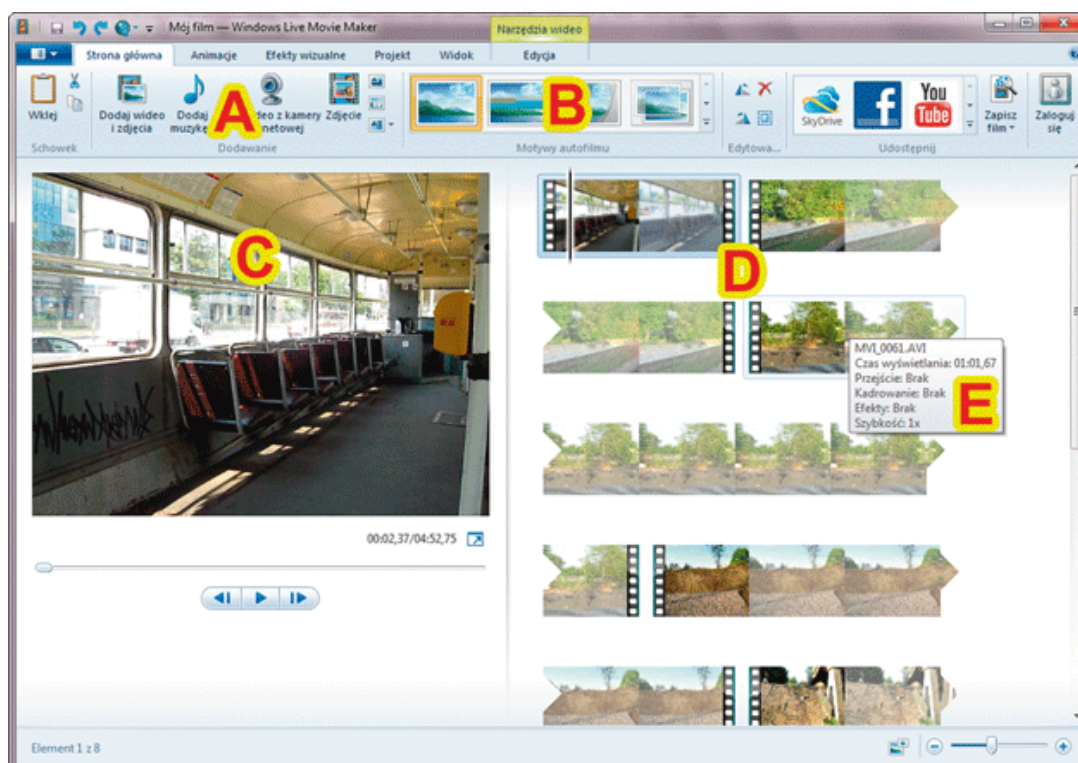 Mój film — Windows Live Movie Maker
Narzędzia wideo
Strona główna Animacje Efekty wizualne Projekt Widok Edycja
A
B
Wklej
Dodaj wideo i zdjęcia
Dodaj
z kamery
Zdjęcie
SkyDrive
f
You Tube
Zapisz film
Zaloguj się
Schowek Dodawanie Motywy autofilmu Edytowa... Udostępnij
C
D
MVI_0061.AVI
Czas wyświetlania: 01:01,67
Przejście: Brak
Kadrowanie: Brak
Efekty: Brak
Szybkość: 1x
E
00:02,37/04:52,75
Element 1 z 8